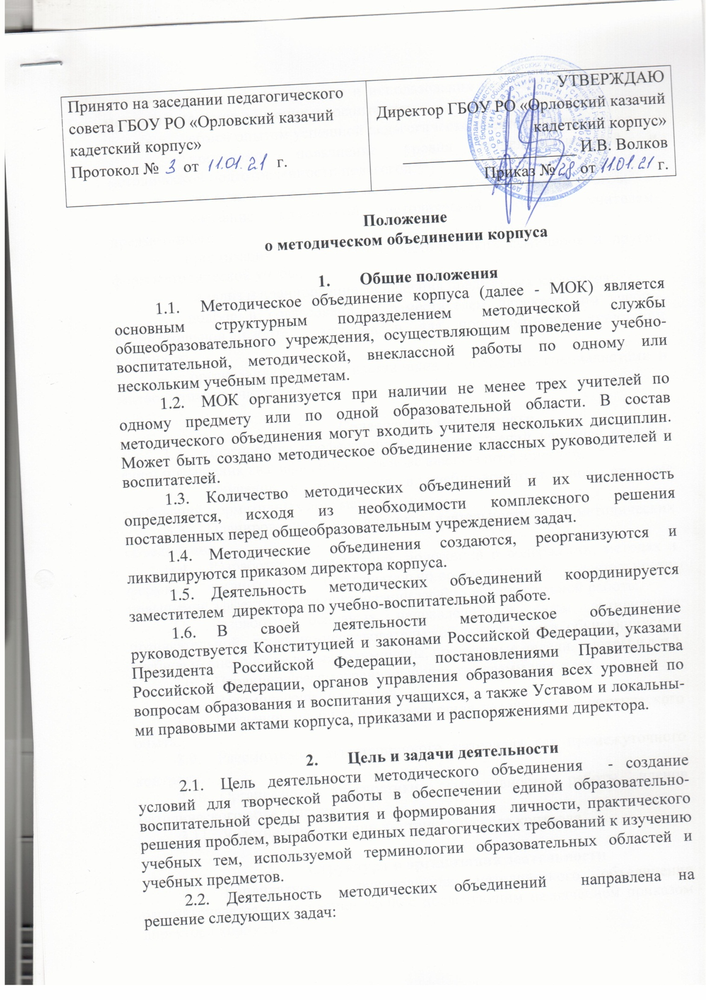 Принято на заседании педагогического
совета ГБОУ РО «Орловский казачий
кадетский корпус»
Протокол № 3 от 11.01.21 г.
УТВЕРЖДАЮ
Директор ГБОУ РО «Орловский казачий
кадетский корпус»
И.В. Волков
Приказ № 28 от 11.01.21 г.
Положение
о методическом объединении корпуса
1. Общие положения
1.1. Методическое объединение корпуса (далее - МОК) является
основным структурным подразделением методической службы
общеобразовательного учреждения, осуществляющим проведение учебно-
воспитательной, методической, внеклассной работы по одному или
нескольким учебным предметам.
1.2. МОК организуется при наличии не менее трех учителей по
одному предмету или по одной образовательной области. В состав
методического объединения могут входить учителя нескольких дисциплин.
Может быть создано методическое объединение классных руководителей и
воспитателей.
1.3. Количество методических объединений и их численность
определяется, исходя из необходимости комплексного решения
поставленных перед общеобразовательным учреждением задач.
1.4. Методические объединения создаются, реорганизуются и
ликвидируются приказом директора корпуса.
1.5. Деятельность методических объединений координируется
заместителем директора по учебно-воспитательной работе.
1.6. В своей деятельности методическое объединение
руководствуется Конституцией и законами Российской Федерации, указами
Президента Российской Федерации, постановлениями Правительства
Российской Федерации, органов управления образования всех уровней по
вопросам образования и воспитания учащихся, а также Уставом и локальны-
ми правовыми актами корпуса, приказами и распоряжениями директора.
2. Цель и задачи деятельности
2.1. Цель деятельности методического объединения - создание
условий для творческой работы в обеспечении единой образовательно-
воспитательной среды развития и формирования личности, практического
решения проблем, выработки единых педагогических требований к изучению
учебных тем, используемой терминологии образовательных областей и
учебных предметов.
2.2. Деятельность методических объединений направлена на
решение следующих задач: